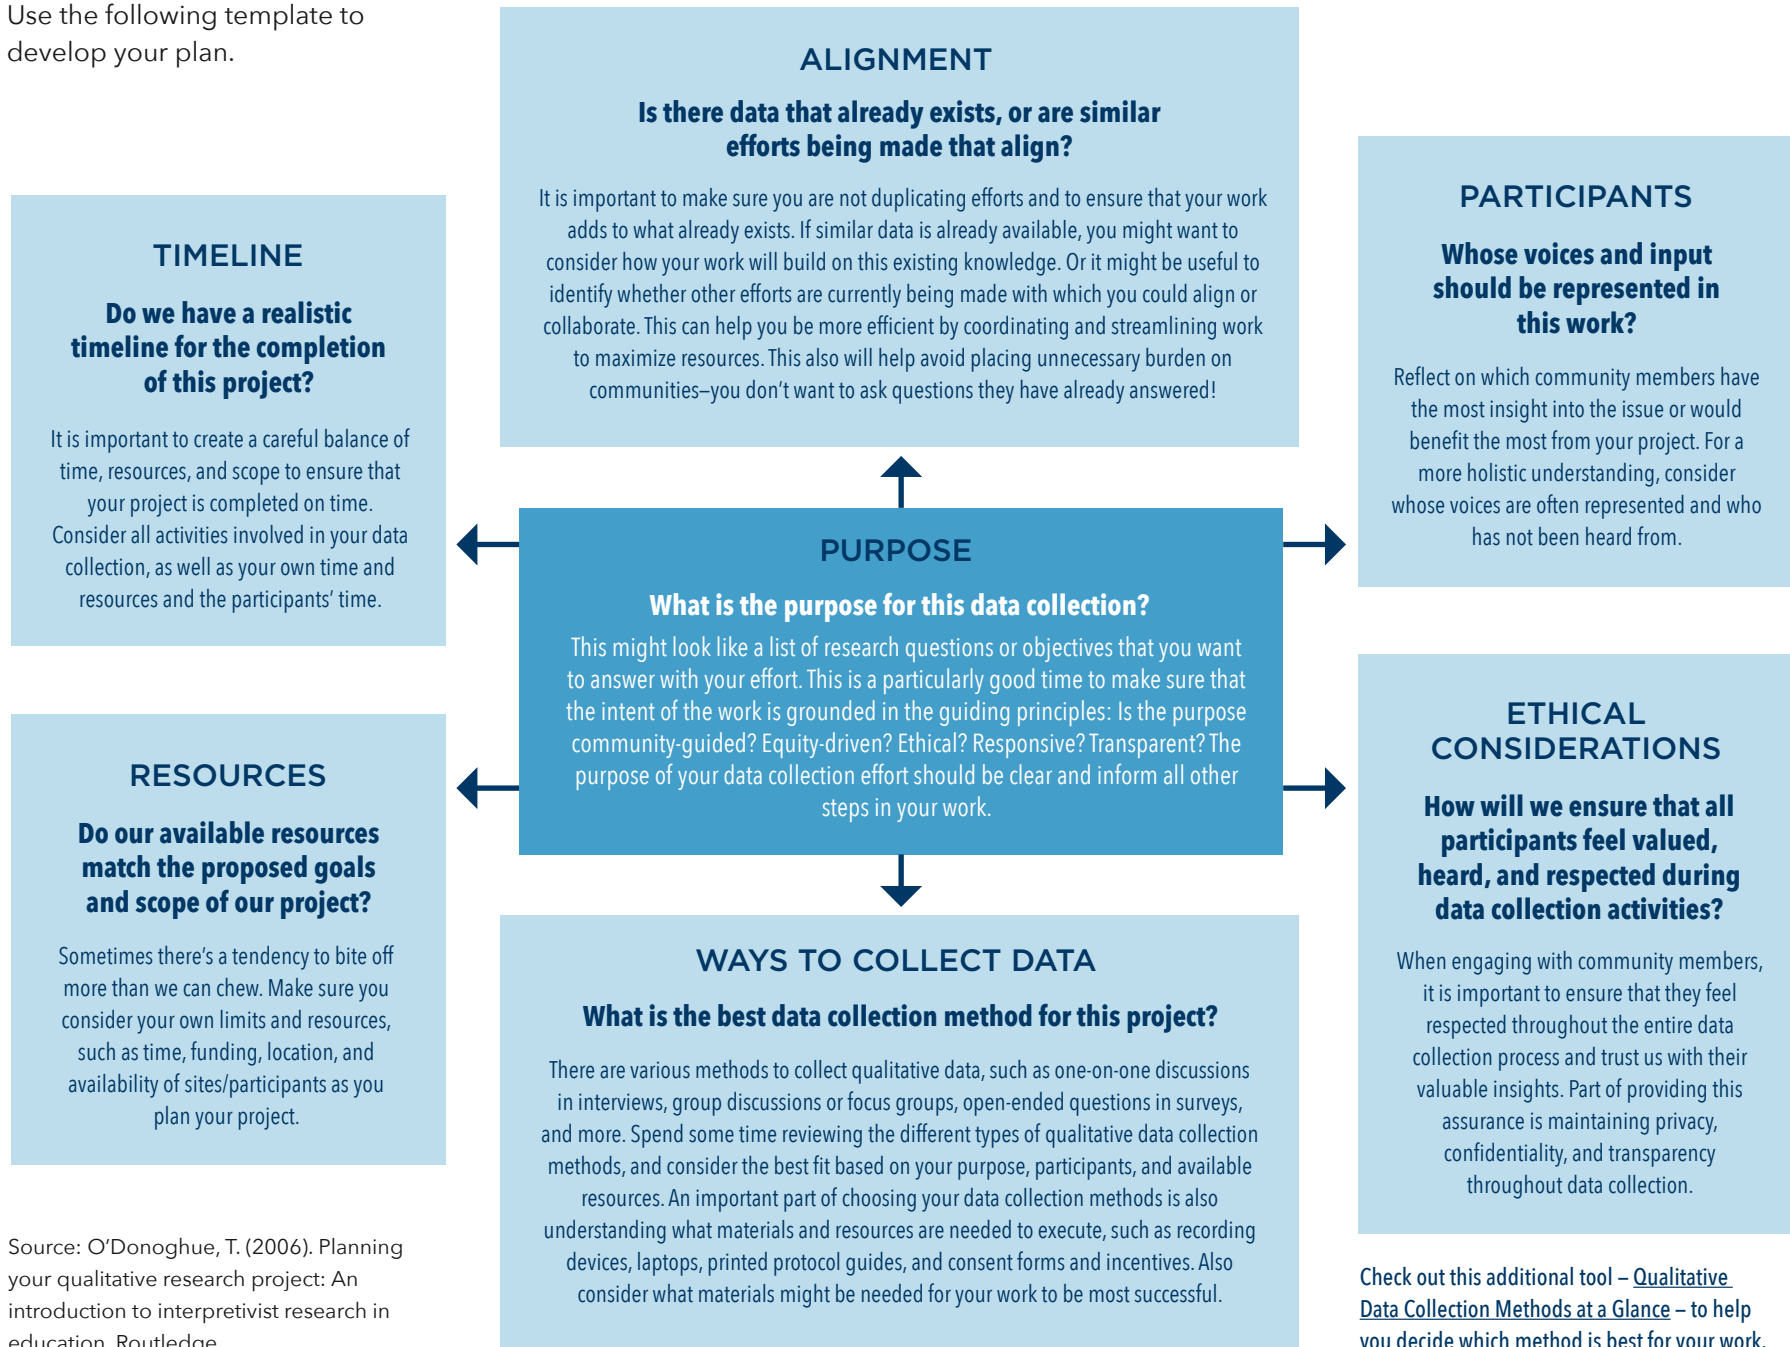 Use the following template to
develop your plan.
ALIGNMENT
Is there data that already exists, or are similar
efforts being made that align?
It is important to make sure you are not duplicating efforts and to ensure that your work
adds to what already exists. If similar data is already available, you might want to
consider how your work will build on this existing knowledge. Or it might be useful to
identify whether other efforts are currently being made with which you could align or
collaborate. This can help you be more efficient by coordinating and streamlining work
to maximize resources. This also will help avoid placing unnecessary burden on
communities—you don’t want to ask questions they have already answered!
TIMELINE
Do we have a realistic
timeline for the completion
of this project?
It is important to create a careful balance of
time, resources, and scope to ensure that
your project is completed on time.
Consider all activities involved in your data
collection, as well as your own time and
resources and the participants’ time.
PARTICIPANTS
Whose voices and input
should be represented in
this work?
Reflect on which community members have
the most insight into the issue or would
benefit the most from your project. For a
more holistic understanding, consider
whose voices are often represented and who
has not been heard from.
PURPOSE
What is the purpose for this data collection?
This might look like a list of research questions or objectives that you want
to answer with your effort. This is a particularly good time to make sure that
the intent of the work is grounded in the guiding principles: Is the purpose
community-guided? Equity-driven? Ethical? Responsive? Transparent? The
purpose of your data collection effort should be clear and inform all other
steps in your work.
RESOURCES
Do our available resources
match the proposed goals
and scope of our project?
Sometimes there’s a tendency to bite off
more than we can chew. Make sure you
consider your own limits and resources,
such as time, funding, location, and
availability of sites/participants as you
plan your project.
ETHICAL
CONSIDERATIONS
How will we ensure that all
participants feel valued,
heard, and respected during
data collection activities?
When engaging with community members,
it is important to ensure that they feel
respected throughout the entire data
collection process and trust us with their
valuable insights. Part of providing this
assurance is maintaining privacy,
confidentiality, and transparency
throughout data collection.
WAYS TO COLLECT DATA
What is the best data collection method for this project?
There are various methods to collect qualitative data, such as one-on-one discussions
in interviews, group discussions or focus groups, open-ended questions in surveys,
and more. Spend some time reviewing the different types of qualitative data collection
methods, and consider the best fit based on your purpose, participants, and available
resources. An important part of choosing your data collection methods is also
understanding what materials and resources are needed to execute, such as recording
devices, laptops, printed protocol guides, and consent forms and incentives. Also
consider what materials might be needed for your work to be most successful.
Source: O’Donoghue, T. (2006). Planning
your qualitative research project: An
introduction to interpretivist research in
education. Routledge
Check out this additional tool – Qualitative
Data Collection Methods at a Glance – to help
you decide which method is best for your work.